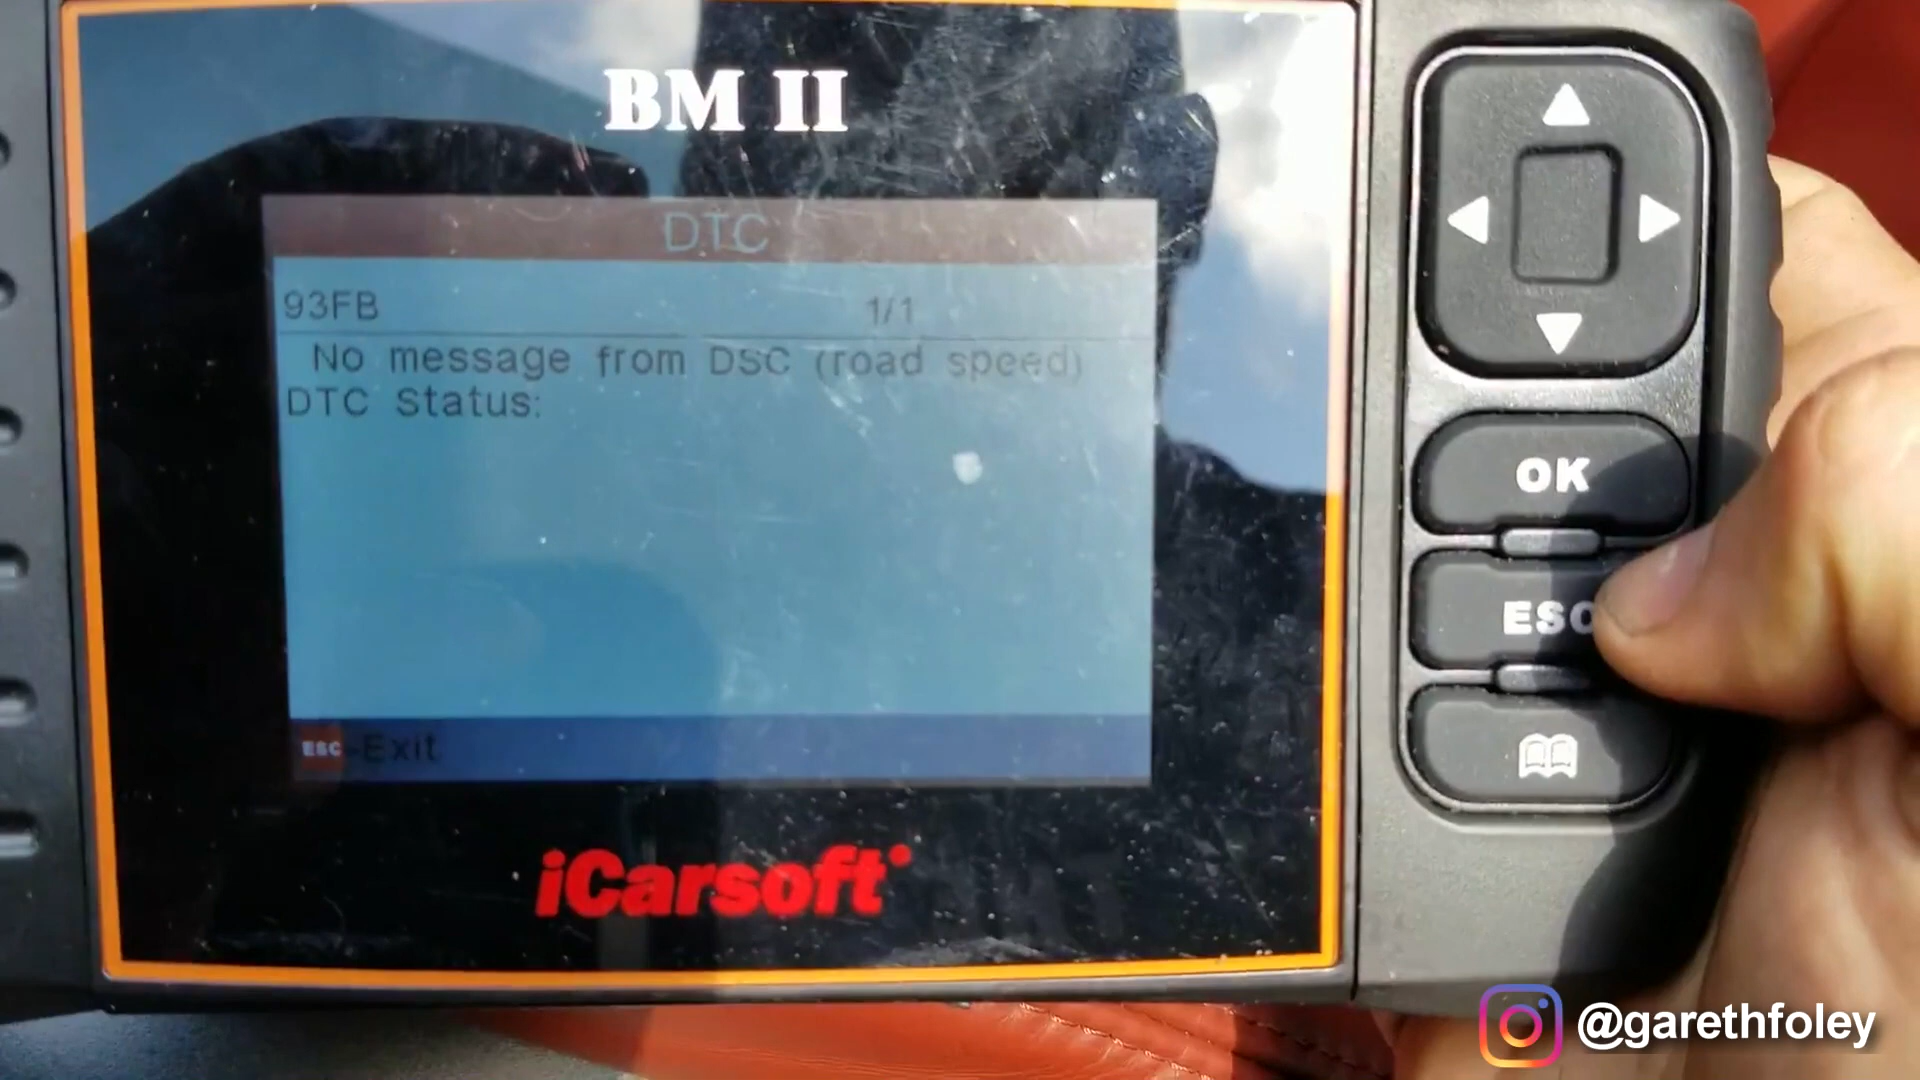 BM II
DTC
93FB 1/1
No message from DSC (road speed)
DTC Status:
ESC-Exit
iCarsoft
OK
ESC
@garethfoley